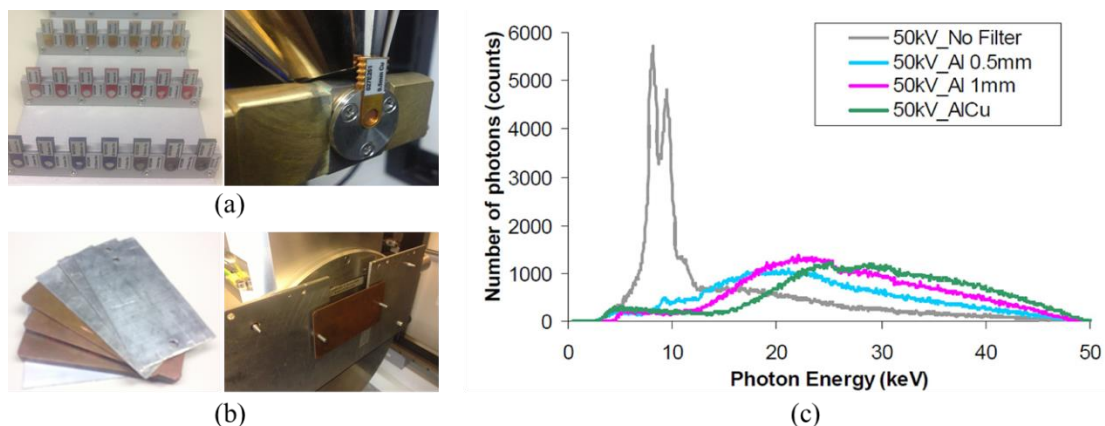 (a)
(b)
Number of photons (counts)
6000
5000
4000
3000
2000
1000
0
50kV_No Filter
50kV_Al 0.5mm
50kV_Al 1mm
50kV_AlCu
0 10 20 30 40 50
Photon Energy (keV)
(c)